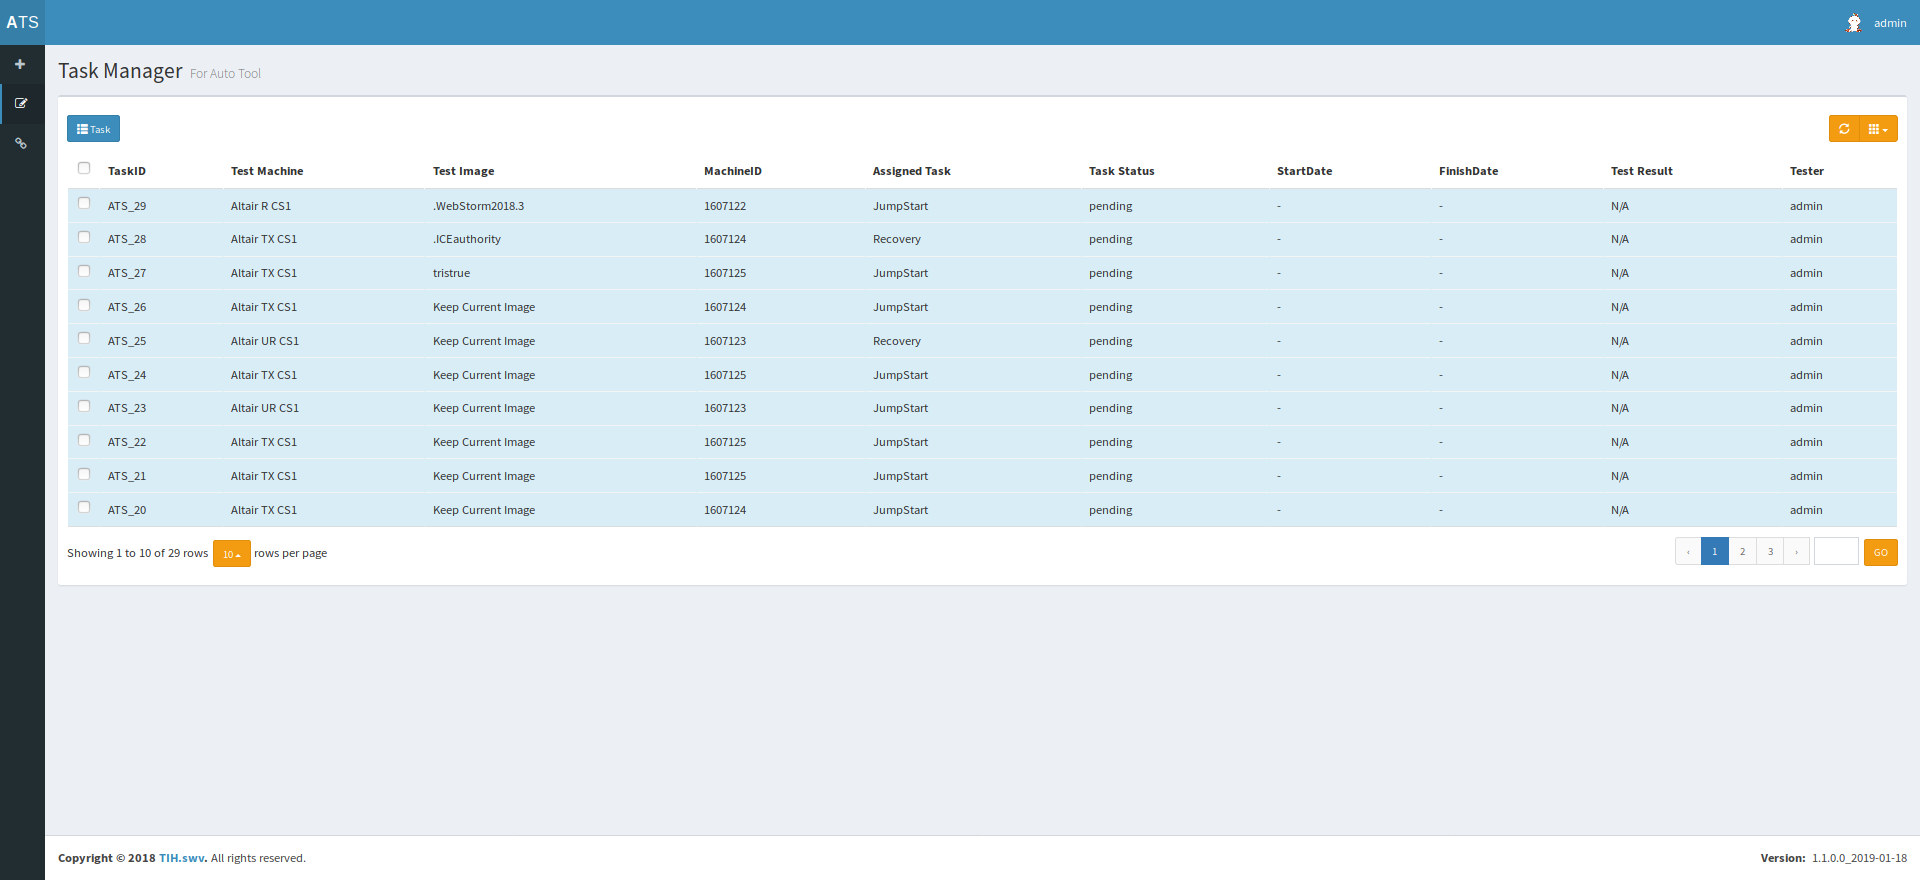 ATS admin
Task Manager For Auto Tool
Task
TaskID Test Machine Test Image MachineID Assigned Task Task Status StartDate FinishDate Test Result Tester
ATS_29 Altair R CS1 .WebStorm2018.3 1607122 JumpStart pending - - N/A admin
ATS_28 Altair TX CS1 .ICEauthority 1607124 Recovery pending - - N/A admin
ATS_27 Altair TX CS1 tristrue 1607125 JumpStart pending - - N/A admin
ATS_26 Altair TX CS1 Keep Current Image 1607124 JumpStart pending - - N/A admin
ATS_25 Altair UR CS1 Keep Current Image 1607123 Recovery pending - - N/A admin
ATS_24 Altair TX CS1 Keep Current Image 1607125 JumpStart pending - - N/A admin
ATS_23 Altair UR CS1 Keep Current Image 1607123 JumpStart pending - - N/A admin
ATS_22 Altair TX CS1 Keep Current Image 1607125 JumpStart pending - - N/A admin
ATS_21 Altair TX CS1 Keep Current Image 1607125 JumpStart pending - - N/A admin
ATS_20 Altair TX CS1 Keep Current Image 1607124 JumpStart pending - - N/A admin
Showing 1 to 10 of 29 rows 10 rows per page ‹ 1 2 3 › GO
Copyright © 2018 TIH.swv. All rights reserved. Version: 1.1.0.0_2019-01-18